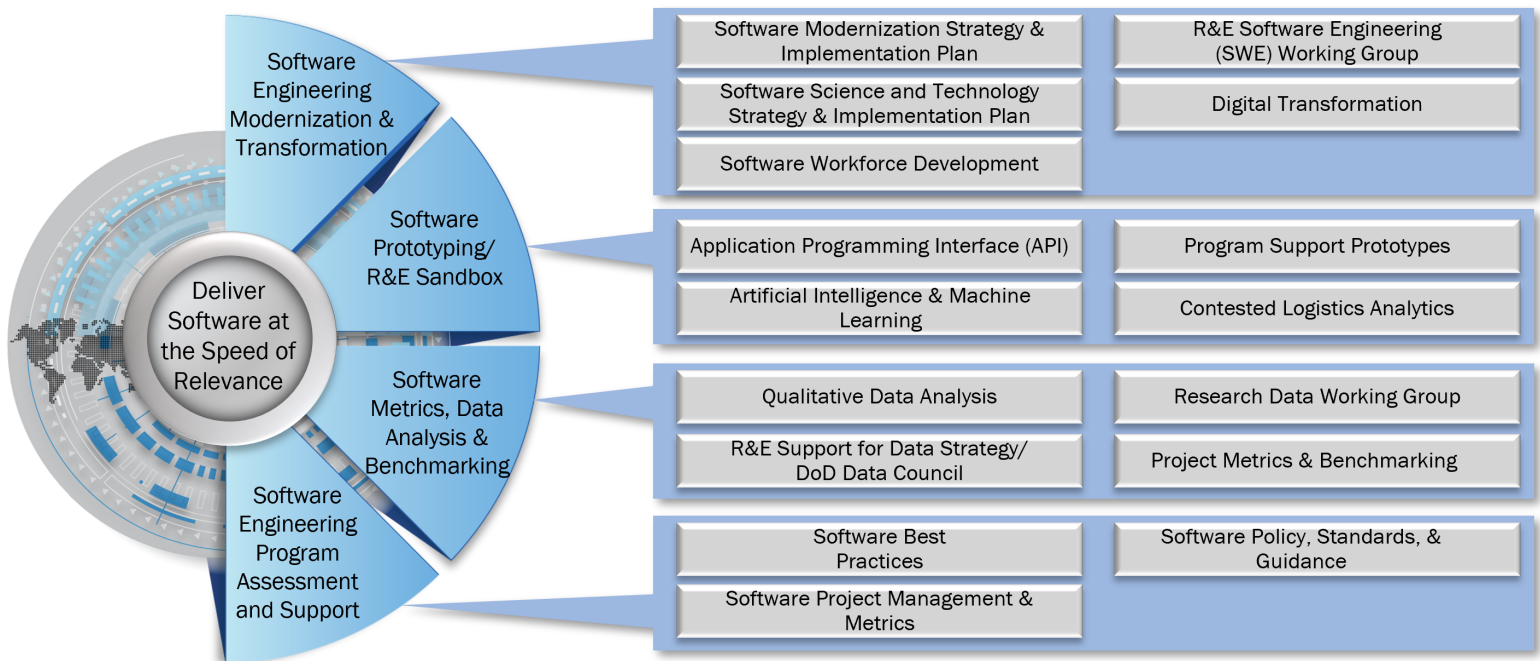 Deliver
Software at
the Speed of
Relevance
Software
Engineering
Modernization &
Transformation
Software Modernization Strategy &
Implementation Plan
R&E Software Engineering
(SWE) Working Group
Software Science and Technology
Strategy & Implementation Plan
Digital Transformation
Software Workforce Development
Software
Prototyping/
R&E Sandbox
Application Programming Interface (API)
Program Support Prototypes
Artificial Intelligence & Machine
Learning
Contested Logistics Analytics
Software
Metrics, Data
Analysis &
Benchmarking
Qualitative Data Analysis
Research Data Working Group
R&E Support for Data Strategy/
DoD Data Council
Project Metrics & Benchmarking
Software
Engineering
Program
Assessment
and Support
Software Best
Practices
Software Policy, Standards, &
Guidance
Software Project Management &
Metrics